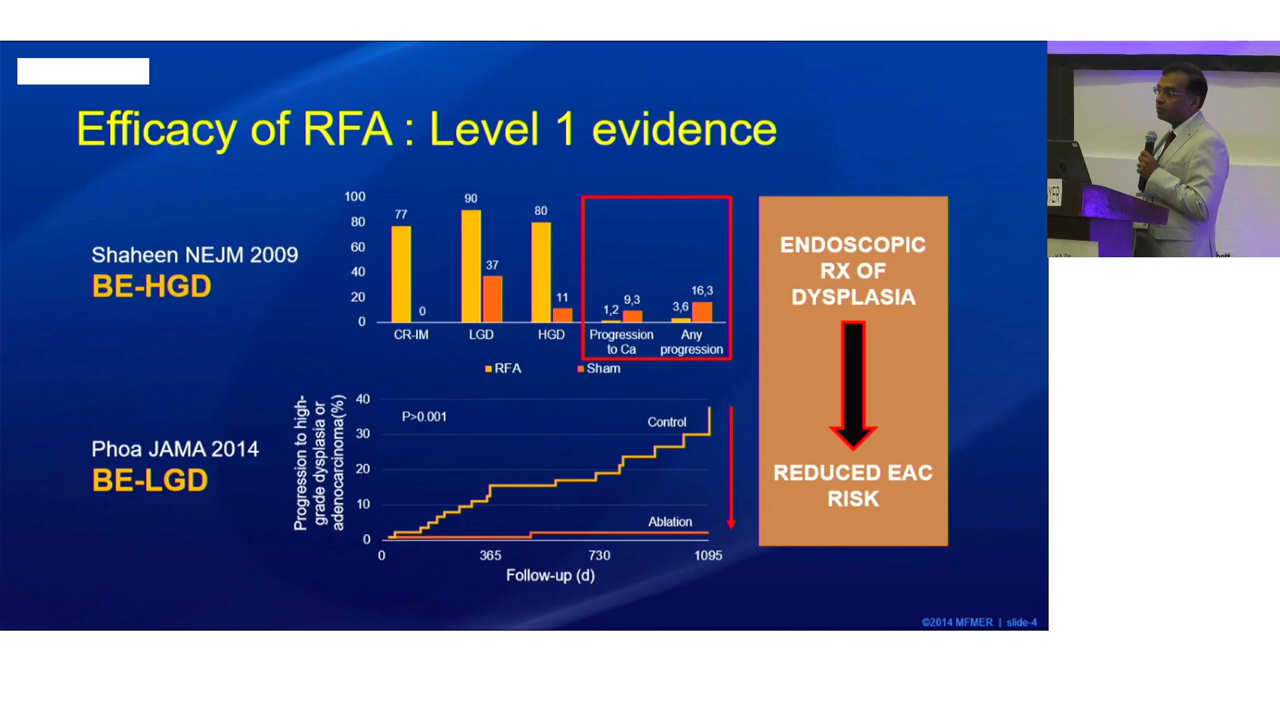 Efficacy of RFA : Level 1 evidence
Shaheen NEJM 2009
BE-HGD
100
80
60
40
20
0
77
0
90
37
80
11
1,2
9,3
3,6
16,3
CR-IM
LGD
HGD
Progression
to Ca
Any
progression
RFA
Sham
Phoa JAMA 2014
BE-LGD
Progression to high-
grade dysplasia or
adenocarcinoma(%)
40
30
20
10
0
P>0.001
Control
Ablation
0
365
730
1095
Follow-up (d)
ENDOSCOPIC
RX OF
DYSPLASIA
REDUCED EAC
RISK
©2014 MFMER | slide-4